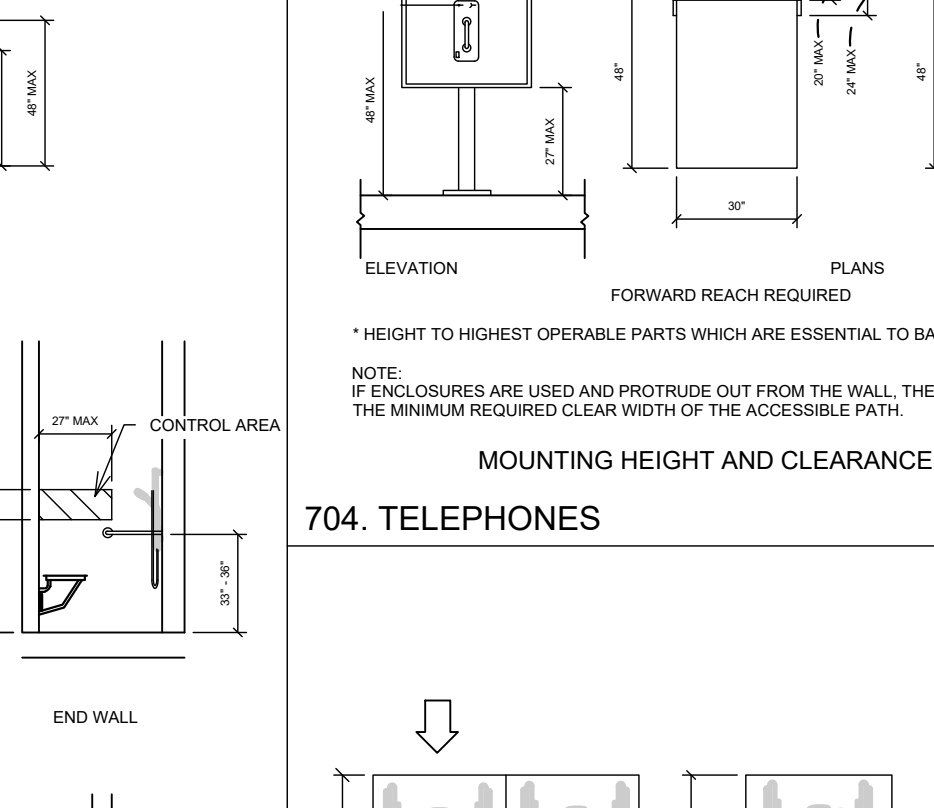 48" MAX
48" MAX
27" MAX
48"
20" MAX
24" MAX
48"
30"
ELEVATION
PLANS
FORWARD REACH REQUIRED
* HEIGHT TO HIGHEST OPERABLE PARTS WHICH ARE ESSENTIAL TO BA
NOTE:
IF ENCLOSURES ARE USED AND PROTRUDE OUT FROM THE WALL, THE
THE MINIMUM REQUIRED CLEAR WIDTH OF THE ACCESSIBLE PATH.
MOUNTING HEIGHT AND CLEARANCE
704. TELEPHONES
27" MAX
CONTROL AREA
33" - 36"
END WALL